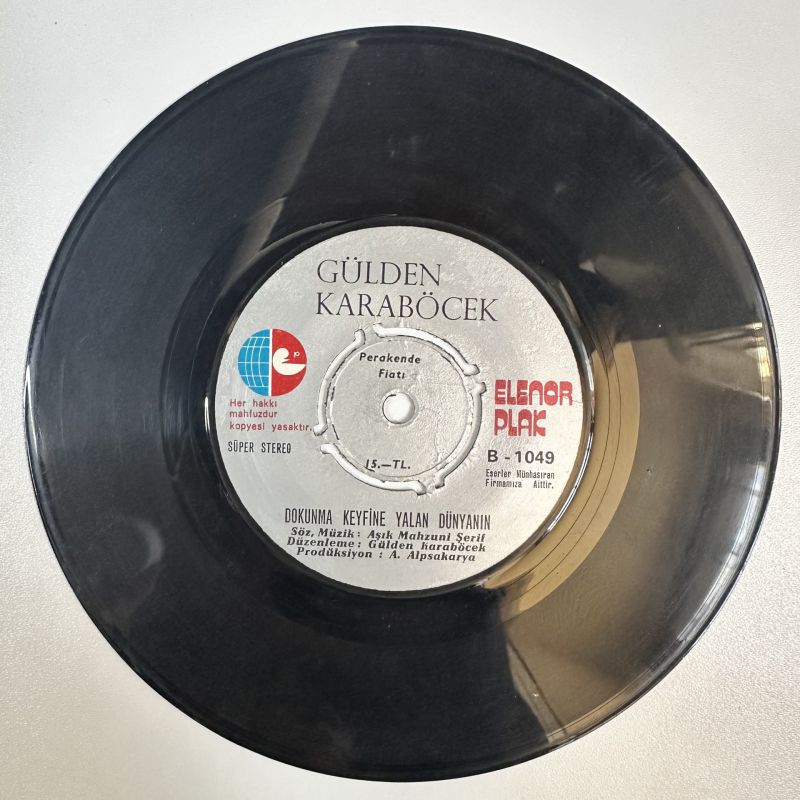 GÜLDEN
KARABÖCEK
Perakende
Fiatı
15.—TL.
Her hakkı
mahfuzdur
kopyesi yasaktır.
SÜPER STEREO
ELENOR
PLAK
B - 1049
Eserler Münhasıran
Firmamıza Aittir.
DOKUNMA KEYFİNE YALAN DÜNYANIN
Söz, Müzik : Aşık Mahzuni Şerif
Düzenleme : Gülden karaböcek
Prodüksiyon : A. Alpsakarya